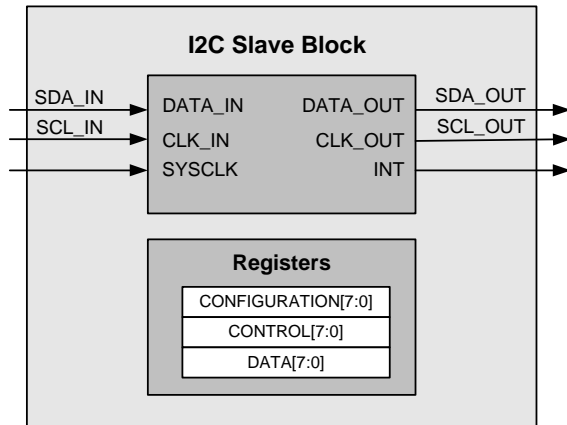 I2C Slave Block
SDA_IN
SDA_OUT
DATA_IN
DATA_OUT
SCL_IN
SCL_OUT
CLK_IN
CLK_OUT
SYSCLK
INT
Registers
CONFIGURATION[7:0]
CONTROL[7:0]
DATA[7:0]